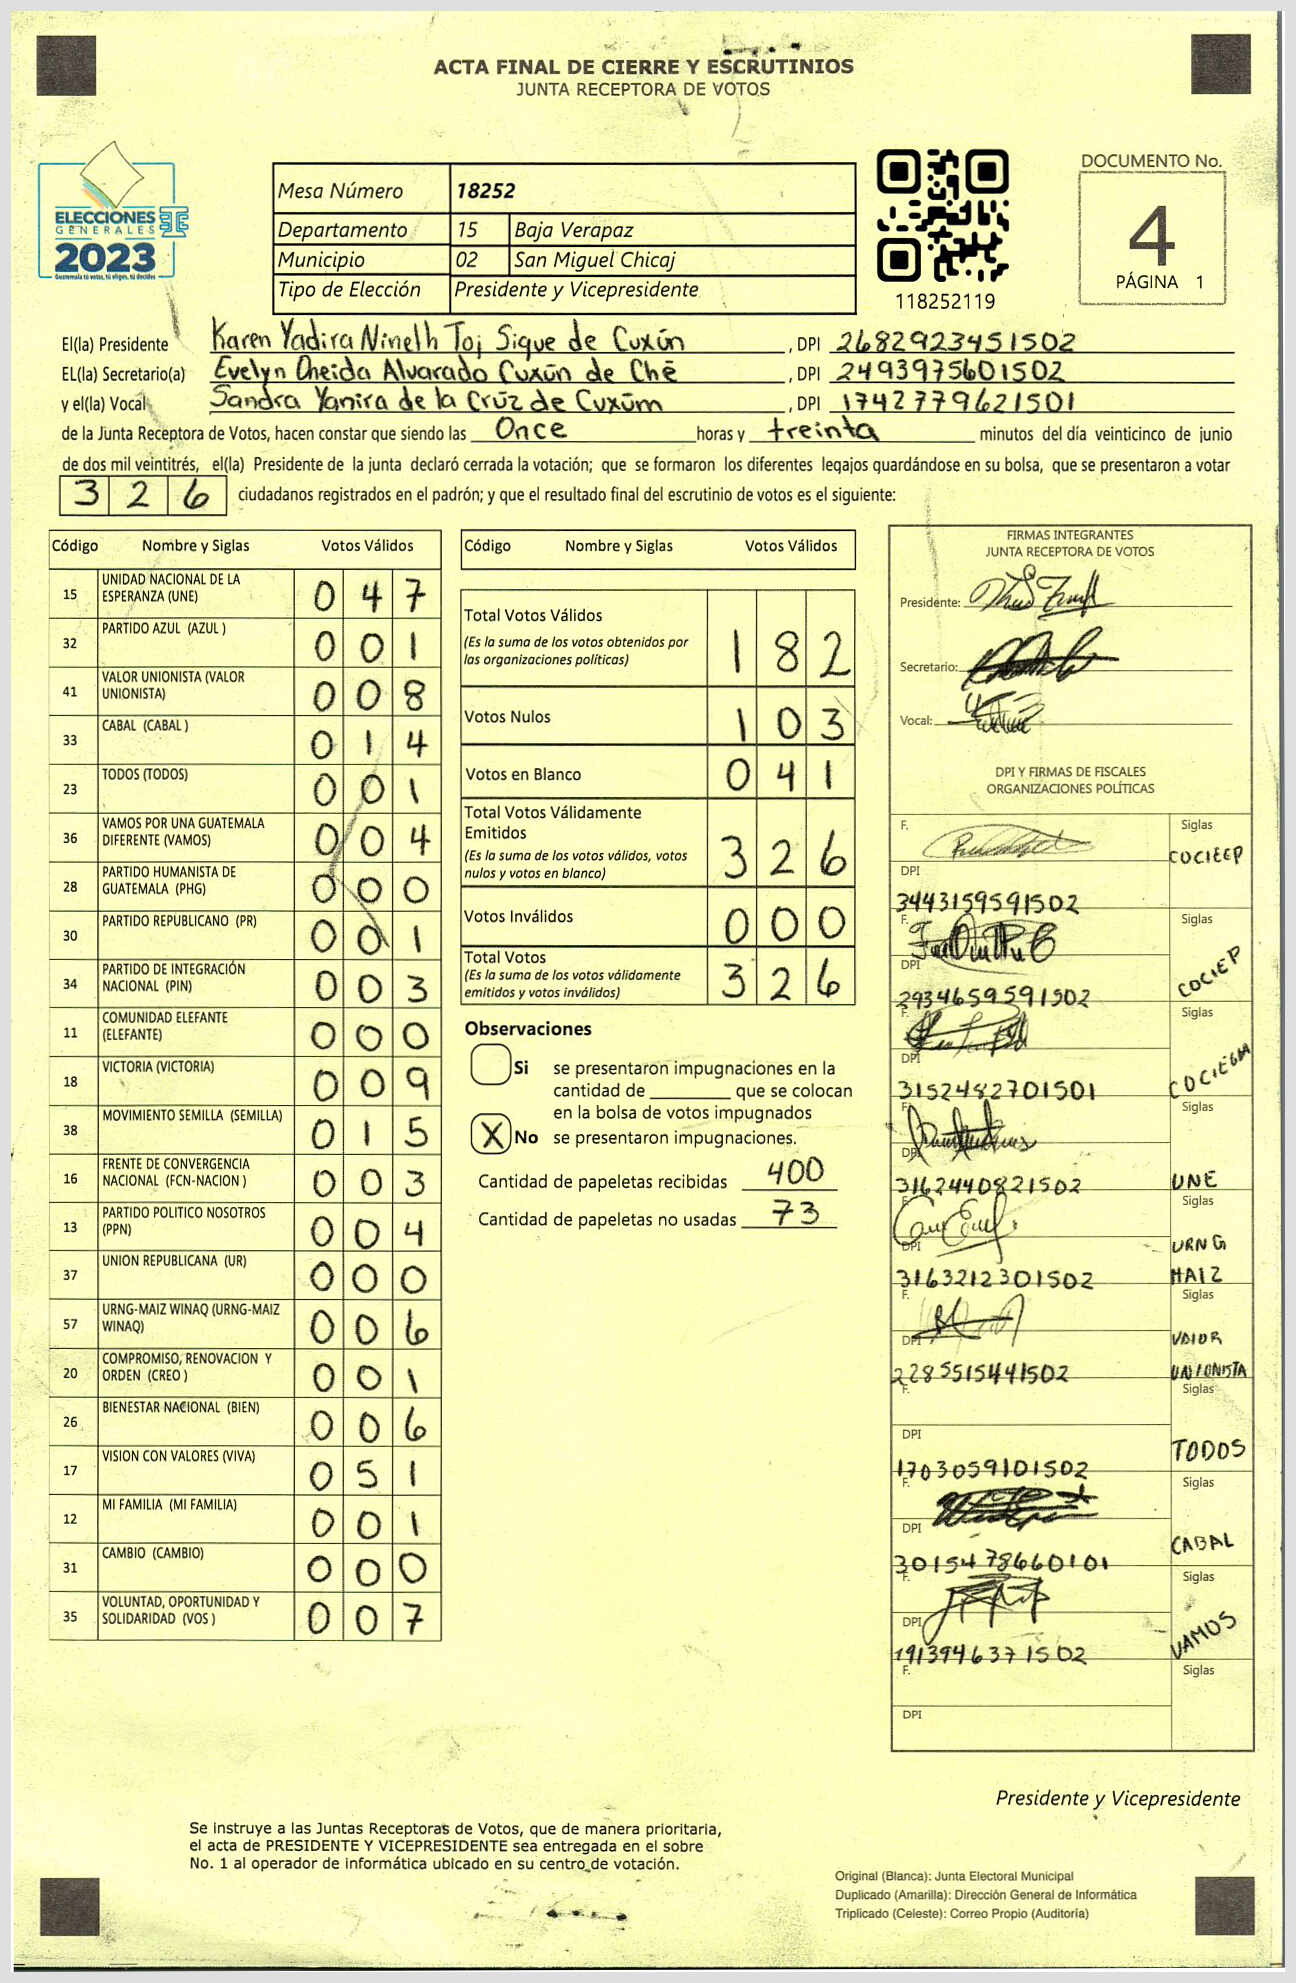 ACTA FINAL DE CIERRE Y ESCRUTINIOS
JUNTA RECEPTORA DE VOTOS
ELECCIONES
GENERALES
2023
Guatemala tú votas, tú eliges, tú decides
Mesa Número 18252
Departamento 15 Baja Verapaz
Municipio 02 San Miguel Chicaj
Tipo de Elección Presidente y Vicepresidente
118252119
DOCUMENTO No.
4
PÁGINA 1
El(la) Presidente Karen Yadira Nineth Toj Sique de Cuxún , DPI 2682923451502
EL(la) Secretario(a) Evelyn Oneida Alvarado Cuxún de Ché , DPI 2493975601502
y el(la) Vocal Sandra Yanira de la Cruz de Cuxúm , DPI 1742779621501
de la Junta Receptora de Votos, hacen constar que siendo las Once horas y treinta minutos del día veinticinco de junio
de dos mil veintitrés, el(la) Presidente de la junta declaró cerrada la votación; que se formaron los diferentes legajos guardándose en su bolsa, que se presentaron a votar
326 ciudadanos registrados en el padrón; y que el resultado final del escrutinio de votos es el siguiente:
Código Nombre y Siglas Votos Válidos
15 UNIDAD NACIONAL DE LA ESPERANZA (UNE) 047
32 PARTIDO AZUL (AZUL ) 001
41 VALOR UNIONISTA (VALOR UNIONISTA) 008
33 CABAL (CABAL ) 014
23 TODOS (TODOS) 001
36 VAMOS POR UNA GUATEMALA DIFERENTE (VAMOS) 004
28 PARTIDO HUMANISTA DE GUATEMALA (PHG) 000
30 PARTIDO REPUBLICANO (PR) 001
34 PARTIDO DE INTEGRACIÓN NACIONAL (PIN) 003
11 COMUNIDAD ELEFANTE (ELEFANTE) 000
18 VICTORIA (VICTORIA) 009
38 MOVIMIENTO SEMILLA (SEMILLA) 015
16 FRENTE DE CONVERGENCIA NACIONAL (FCN-NACION ) 003
13 PARTIDO POLITICO NOSOTROS (PPN) 004
37 UNION REPUBLICANA (UR) 000
57 URNG-MAIZ WINAQ (URNG-MAIZ WINAQ) 006
20 COMPROMISO, RENOVACION Y ORDEN (CREO ) 001
26 BIENESTAR NACIONAL (BIEN) 006
17 VISION CON VALORES (VIVA) 051
12 MI FAMILIA (MI FAMILIA) 001
31 CAMBIO (CAMBIO) 000
35 VOLUNTAD, OPORTUNIDAD Y SOLIDARIDAD (VOS ) 007
Código Nombre y Siglas Votos Válidos
Total Votos Válidos 182
(Es la suma de los votos obtenidos por las organizaciones políticas)
Votos Nulos 103
Votos en Blanco 041
Total Votos Válidamente Emitidos 326
(Es la suma de los votos válidos, votos nulos y votos en blanco)
Votos Inválidos 000
Total Votos 326
(Es la suma de los votos válidamente emitidos y votos inválidos)
Observaciones
Si se presentaron impugnaciones en la
cantidad de ________ que se colocan
en la bolsa de votos impugnados
X No se presentaron impugnaciones.
Cantidad de papeletas recibidas 400
Cantidad de papeletas no usadas 73
FIRMAS INTEGRANTES
JUNTA RECEPTORA DE VOTOS
Presidente:
Secretario:
Vocal:
DPI Y FIRMAS DE FISCALES
ORGANIZACIONES POLÍTICAS
F. Siglas
COCIEEP
DPI
3443159591502
F. Siglas
COCIEP
DPI
2934659591502
Siglas
DPI
3152482701501
F. Siglas
DPI
3162440821502 UNE
F. Siglas
DPI URNG
3163212301502 MAIZ
F. Siglas
DPI VALOR
2285515441502 UNIONISTA
F. Siglas
DPI TODOS
1703059101502
F. Siglas
DPI CABAL
3015478660101
F. Siglas
DPI VAMOS
1913946371502
F. Siglas
DPI
Presidente y Vicepresidente
Se instruye a las Juntas Receptoras de Votos, que de manera prioritaria,
el acta de PRESIDENTE Y VICEPRESIDENTE sea entregada en el sobre
No. 1 al operador de informática ubicado en su centro de votación.
Original (Blanca): Junta Electoral Municipal
Duplicado (Amarilla): Dirección General de Informática
Triplicado (Celeste): Correo Propio (Auditoría)